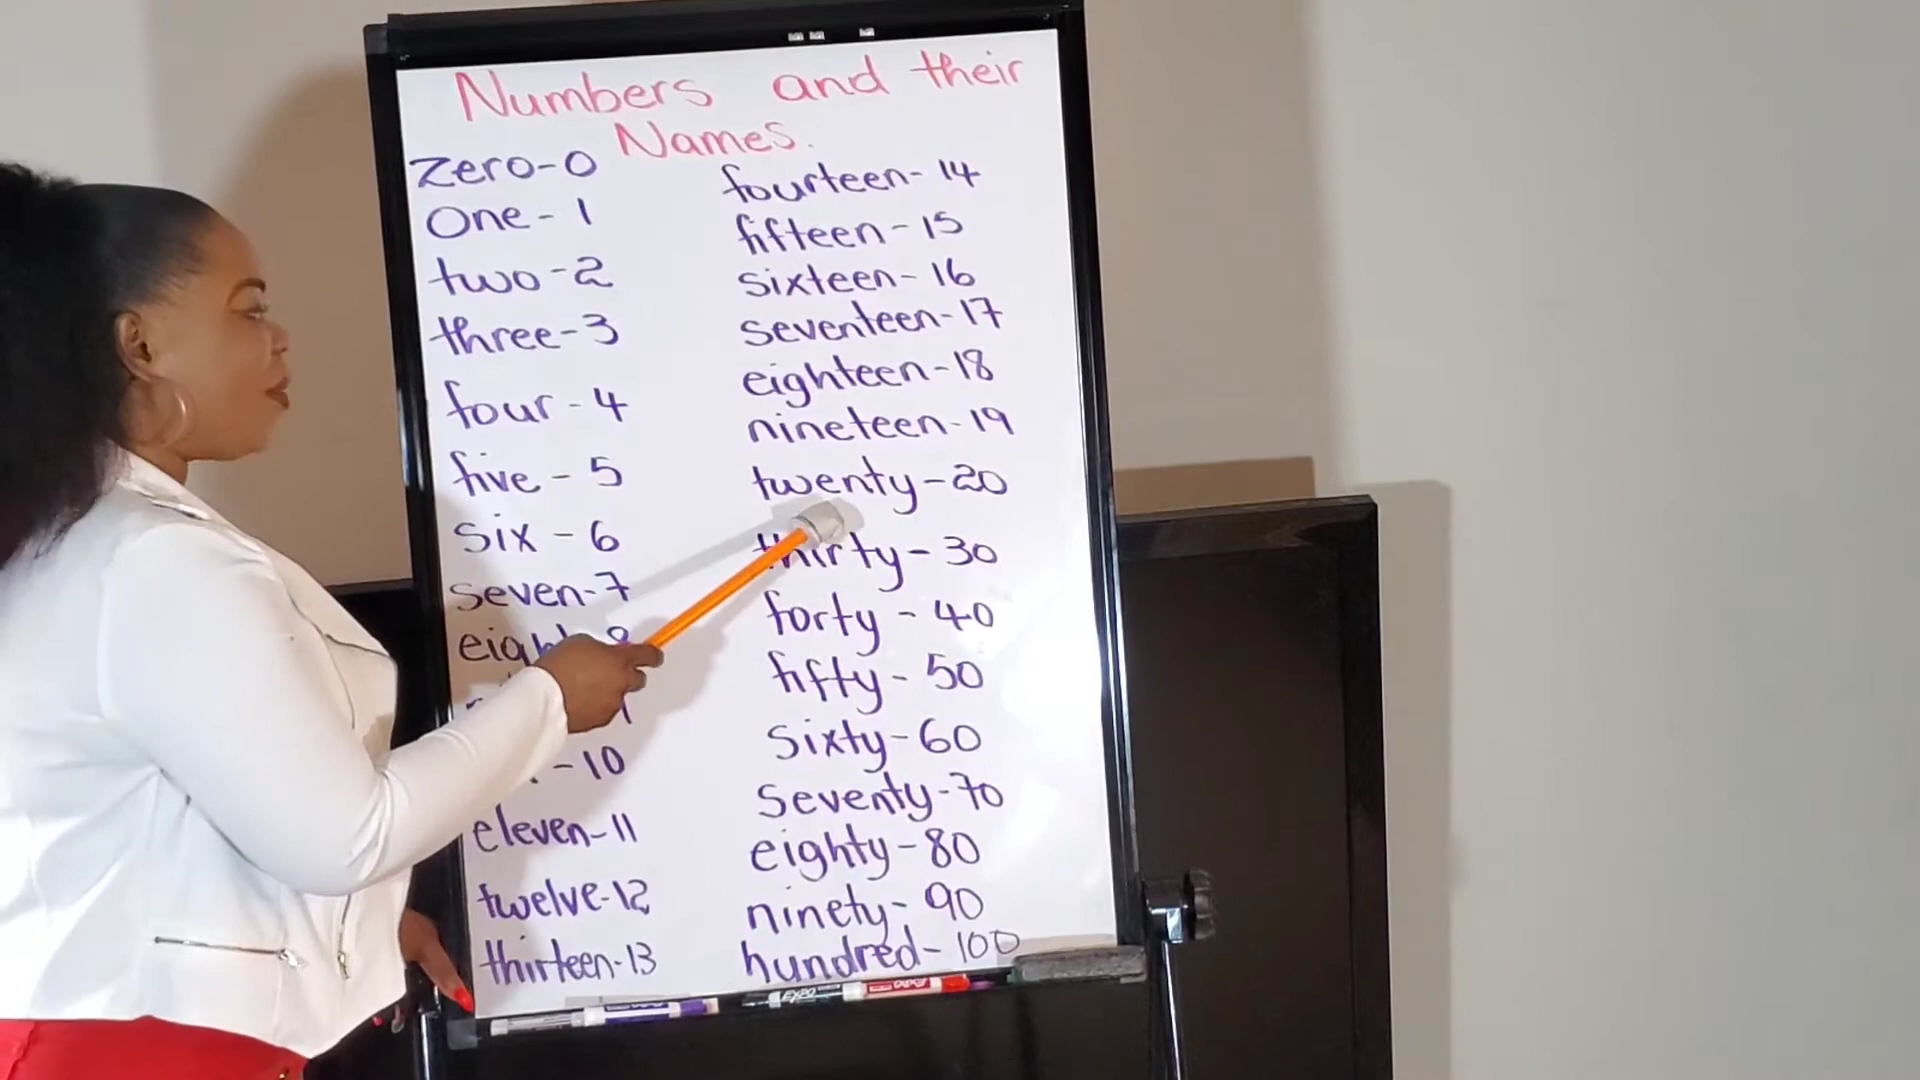 Numbers and their
Names.
zero-0
One-1
two-2
three-3
four-4
five-5
six-6
seven-7
-10
eleven-11
twelve-12
thirteen-13
fourteen-14
fifteen-15
sixteen-16
seventeen-17
eighteen-18
nineteen-19
twenty-20
thirty-30
forty-40
fifty-50
sixty-60
seventy-70
eighty-80
ninety-90
hundred-100
EXPO